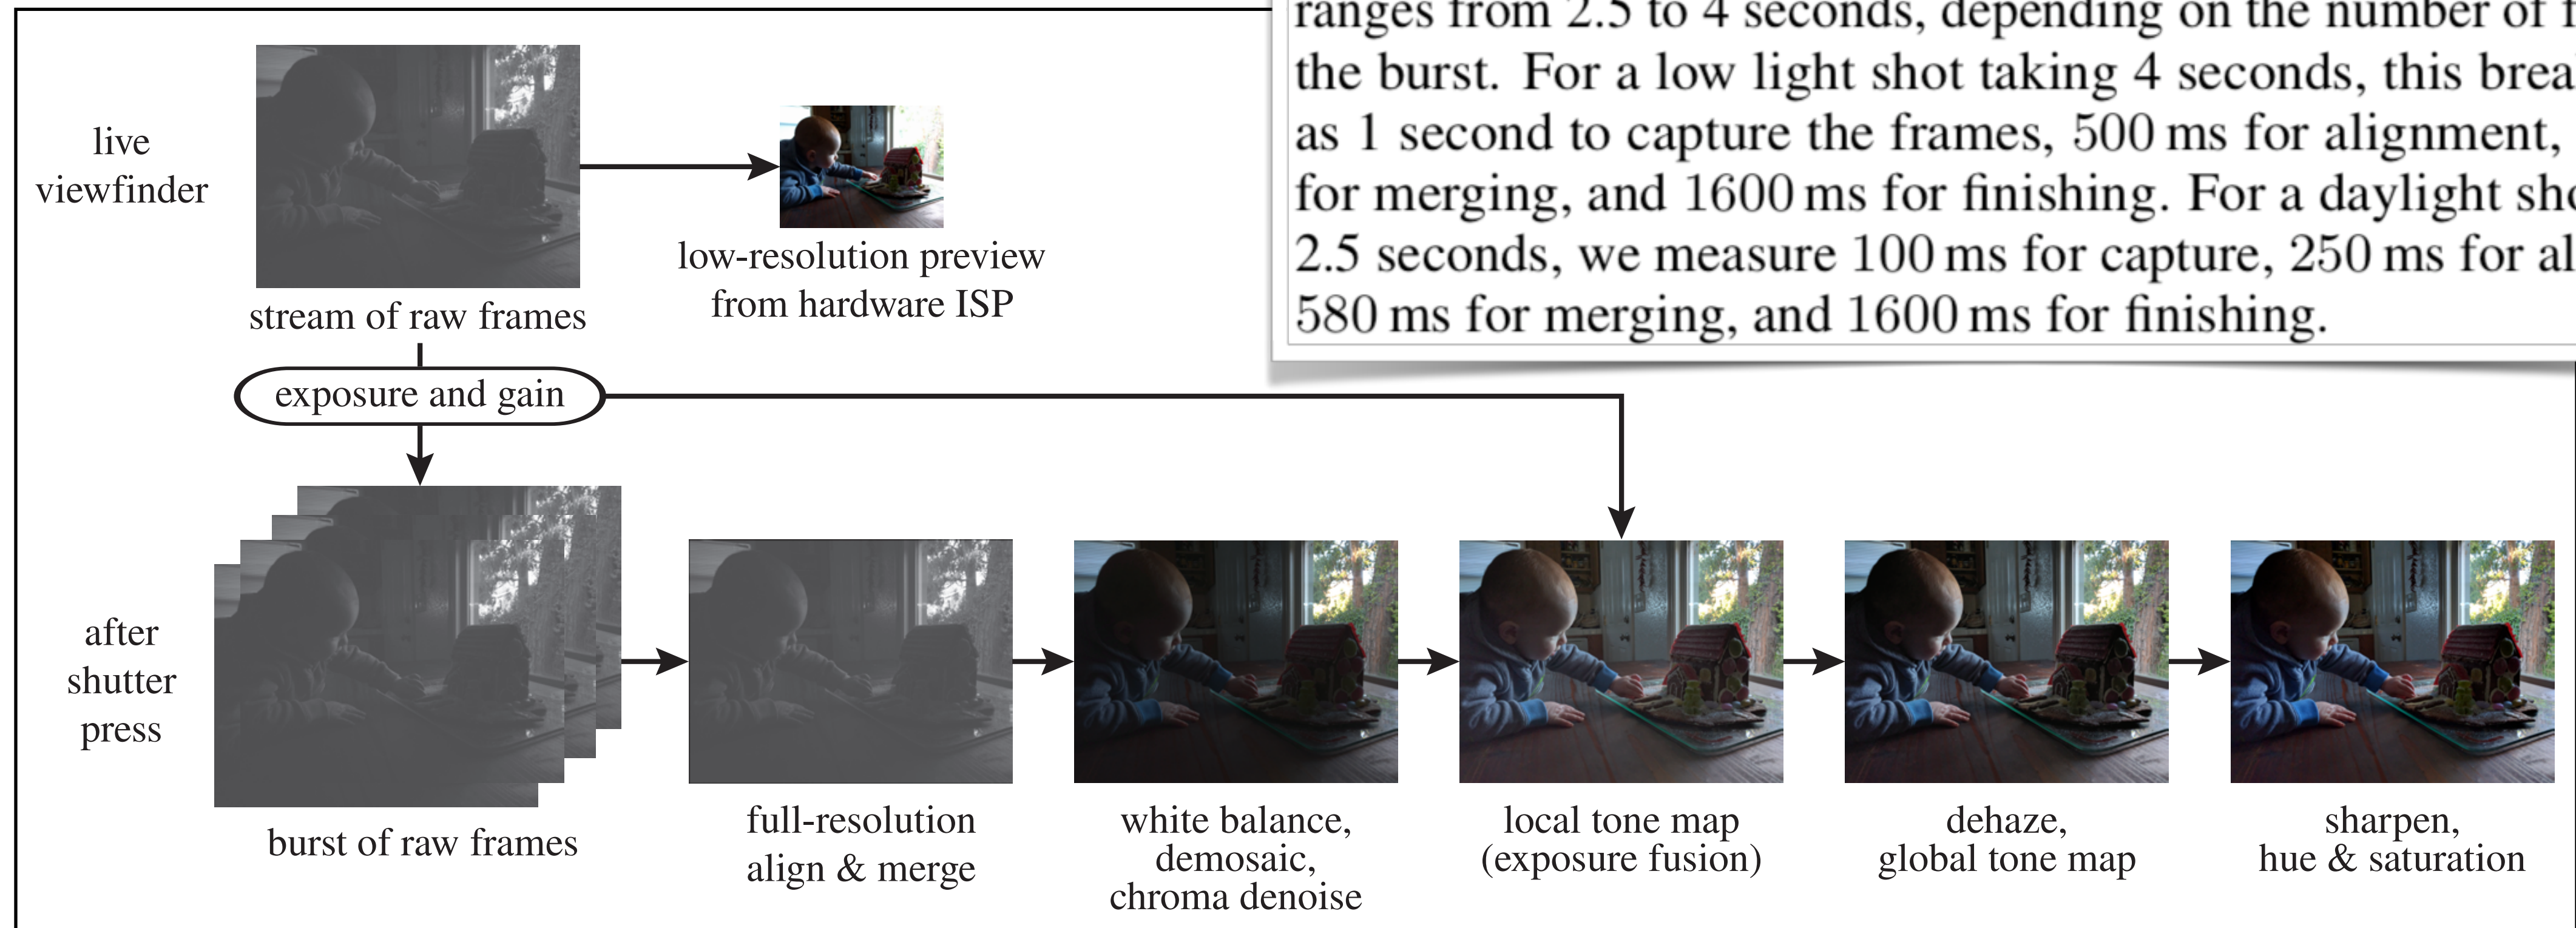 live
viewfinder
stream of raw frames
low-resolution preview
from hardware ISP
ranges from 2.5 to 4 seconds, depending on the number of
the burst. For a low light shot taking 4 seconds, this
as 1 second to capture the frames, 500 ms for alignment,
for merging, and 1600 ms for finishing. For a daylight
2.5 seconds, we measure 100 ms for capture, 250 ms for
580 ms for merging, and 1600 ms for finishing.
exposure and gain
after
shutter
press
burst of raw frames
full-resolution
align & merge
white balance,
demosaic,
chroma denoise
local tone map
(exposure fusion)
dehaze,
global tone map
sharpen,
hue & saturation